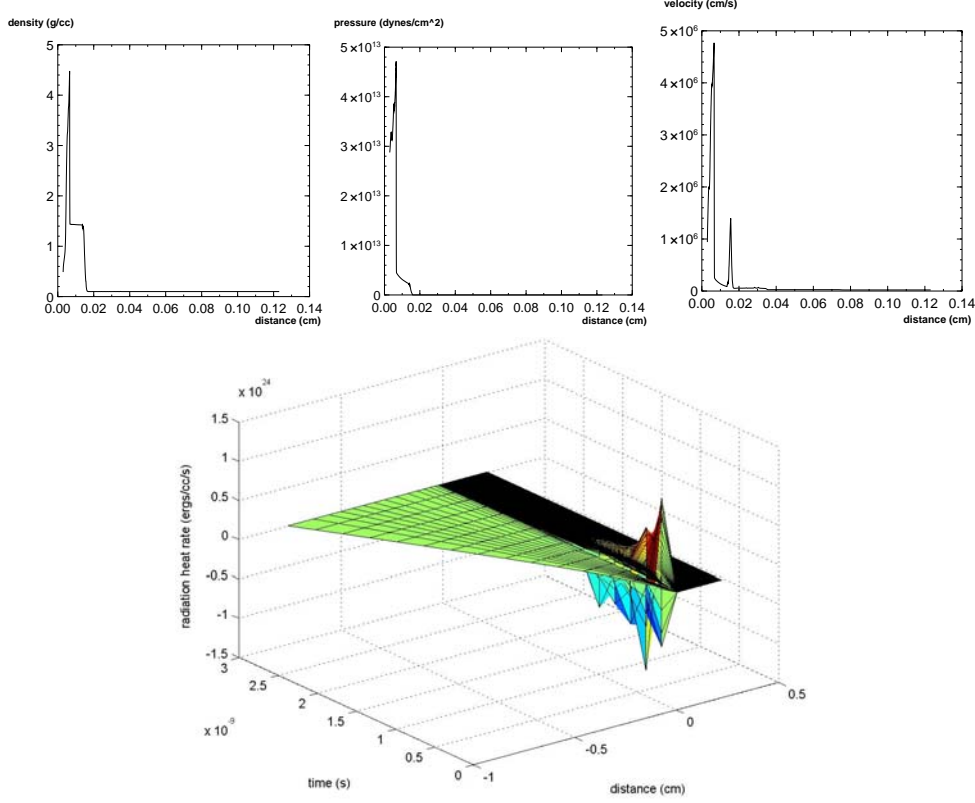 density (g/cc)
5
4
3
2
1
0
0.00 0.02 0.04 0.06 0.08 0.10 0.12 0.14
distance (cm)
pressure (dynes/cm^2)
5×10^13
4×10^13
3×10^13
2×10^13
1×10^13
0
0.00 0.02 0.04 0.06 0.08 0.10 0.12 0.14
distance (cm)
velocity (cm/s)
5×10^6
4×10^6
3×10^6
2×10^6
1×10^6
0
0.00 0.02 0.04 0.06 0.08 0.10 0.12 0.14
distance (cm)
x 10^24
1.5
1
0.5
0
-0.5
-1
-1.5
radiation heat rate (ergs/cc/s)
3
2.5
2
1.5
1
0.5
0
x 10^-9
time (s)
-1
-0.5
0
0.5
distance (cm)